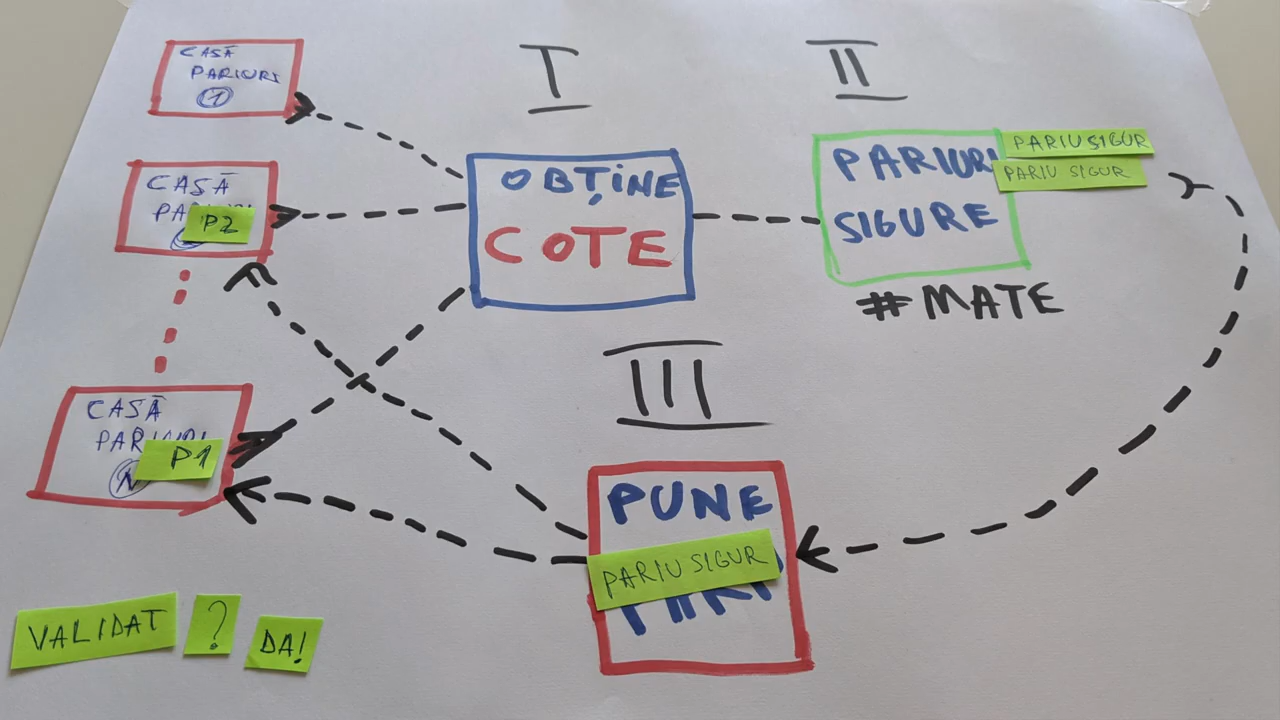 CASĂ
PARIURI
1
I
II
OBȚINE
COTE
PARIURI
SIGURE
PARIU SIGUR
PARIU SIGUR
#MATE
CASĂ
P2
III
CASĂ
PARIURI
P1
N
PUNE
PARIU SIGUR
VALIDAT
?
DA!